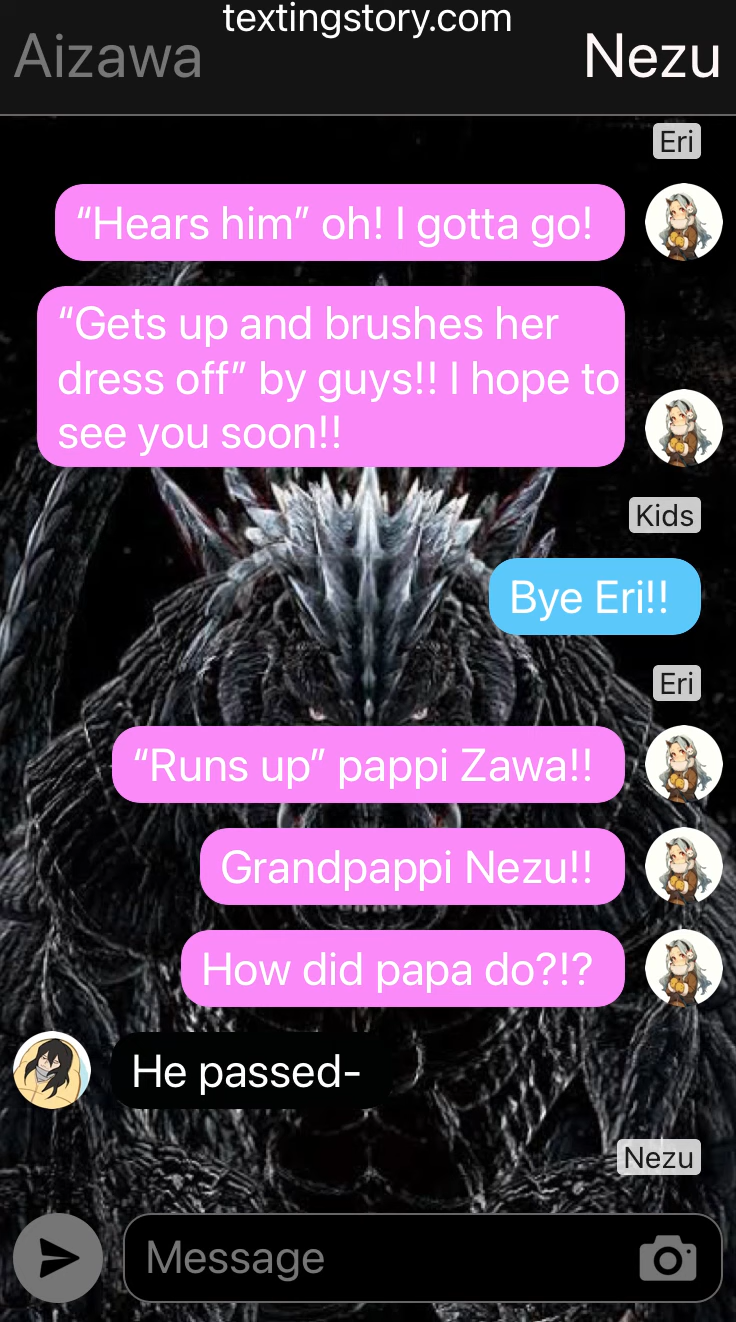 textingstory.com
Aizawa
Nezu
Eri
“Hears him” oh! I gotta go!
“Gets up and brushes her
dress off” by guys!! I hope to
see you soon!!
Kids
Bye Eri!!
Eri
“Runs up” pappi Zawa!!
Grandpappi Nezu!!
How did papa do?!?
He passed-
Nezu
Message